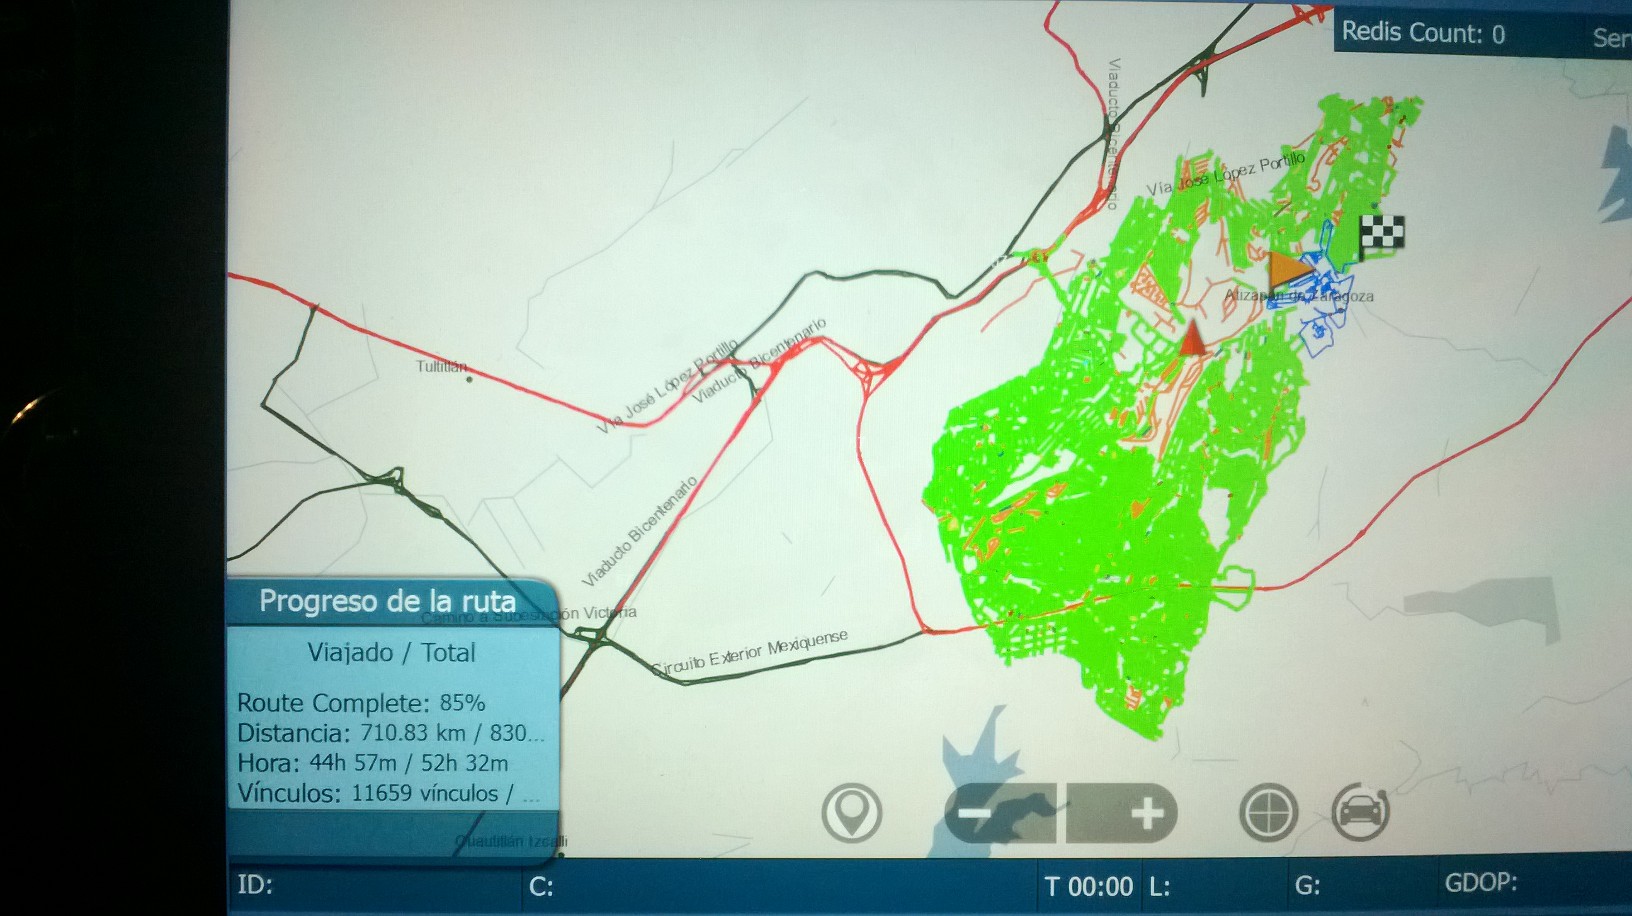 Redis Count: 0
Ser
Viaducto Bicentenario
Vía José López Portillo
Atizapán de Zaragoza
Tultitlán
Vía José López Portillo
Viaducto Bicentenario
Viaducto Bicentenario
Progreso de la ruta
Camino a Subestación Victoria
Viajado / Total
Circuito Exterior Mexiquense
Route Complete: 85%
Distancia: 710.83 km / 830...
Hora: 44h 57m / 52h 32m
Vínculos: 11659 vínculos / ...
Cuautitlán Izcalli
ID:
C:
T 00:00
L:
G:
GDOP: